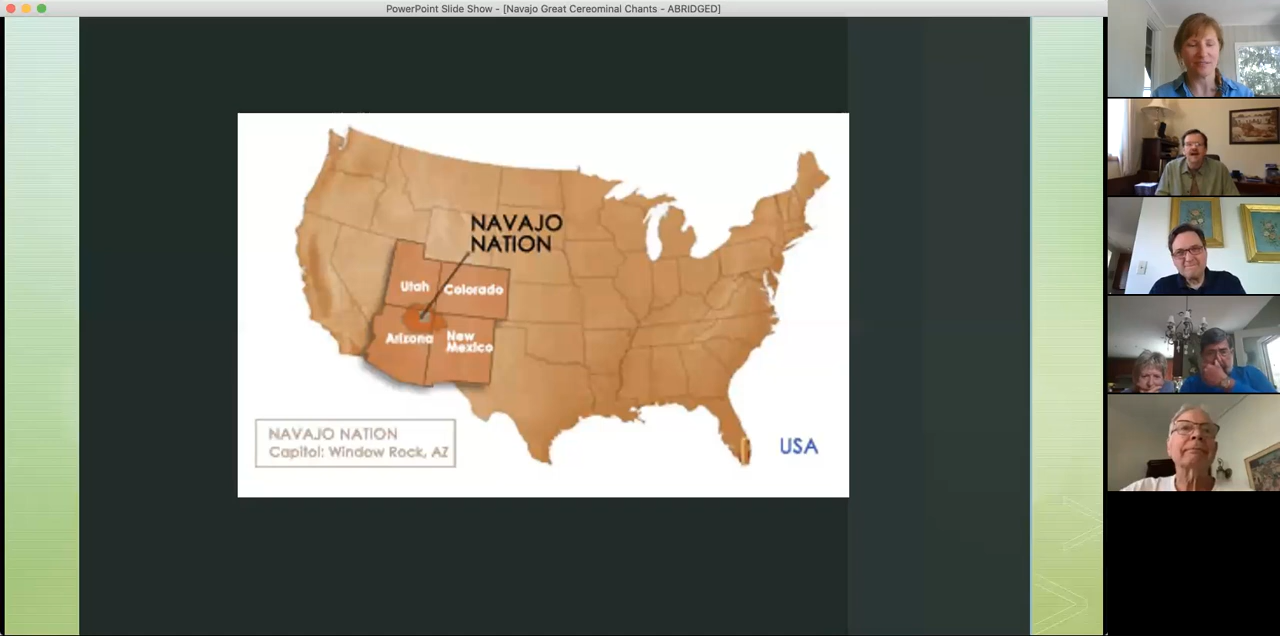 PowerPoint Slide Show - [Navajo Great Cereominal Chants - ABRIDGED]
NAVAJO
NATION
Utah
Colorado
Arizona
New
Mexico
NAVAJO NATION
Capitol: Window Rock, AZ
USA